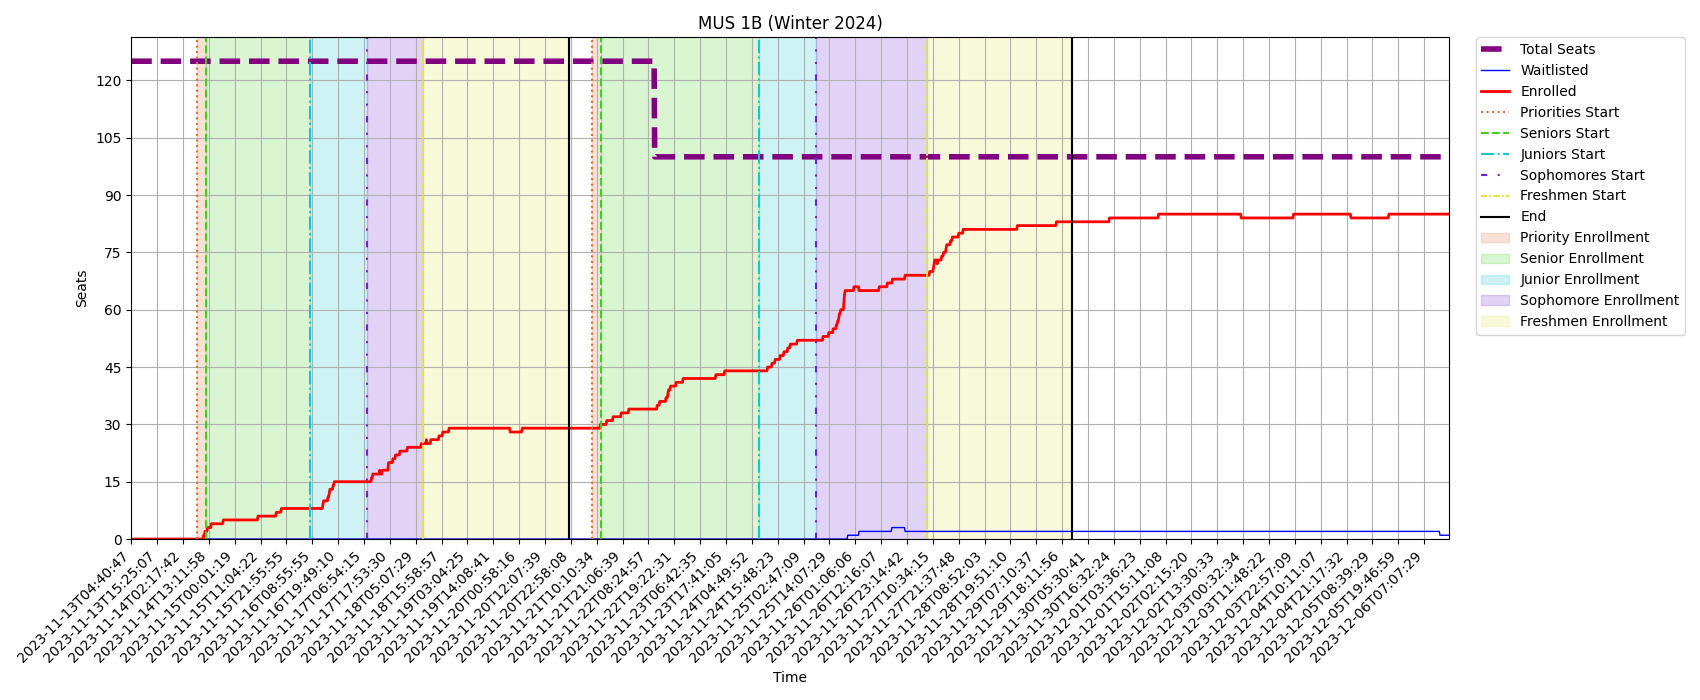 MUS 1B (Winter 2024)
Seats
120
105
90
75
60
45
30
15
0
2023-11-13T04:40:47
2023-11-13T15:25:07
2023-11-14T02:17:42
2023-11-14T13:11:58
2023-11-15T00:01:19
2023-11-15T11:04:22
2023-11-15T21:55:55
2023-11-16T08:55:55
2023-11-16T19:49:10
2023-11-17T06:54:15
2023-11-17T17:53:30
2023-11-18T05:07:29
2023-11-18T15:58:57
2023-11-19T03:04:25
2023-11-19T14:08:41
2023-11-20T00:58:16
2023-11-20T12:07:39
2023-11-20T22:58:08
2023-11-21T10:10:34
2023-11-21T21:06:39
2023-11-22T08:24:57
2023-11-22T19:22:31
2023-11-23T06:42:35
2023-11-23T17:41:05
2023-11-24T04:49:52
2023-11-24T15:48:23
2023-11-25T02:47:09
2023-11-25T14:07:29
2023-11-26T01:06:06
2023-11-26T12:16:07
2023-11-26T23:14:42
2023-11-27T10:34:15
2023-11-27T21:37:48
2023-11-28T08:52:03
2023-11-28T19:51:10
2023-11-29T07:10:37
2023-11-29T18:11:56
2023-11-30T05:30:41
2023-11-30T16:32:24
2023-12-01T03:36:23
2023-12-01T15:11:08
2023-12-02T02:15:20
2023-12-02T13:30:33
2023-12-03T00:32:34
2023-12-03T11:48:22
2023-12-03T22:57:09
2023-12-04T10:11:07
2023-12-04T21:17:32
2023-12-05T08:39:29
2023-12-05T19:46:59
2023-12-06T07:07:29
Time
Total Seats
Waitlisted
Enrolled
Priorities Start
Seniors Start
Juniors Start
Sophomores Start
Freshmen Start
End
Priority Enrollment
Senior Enrollment
Junior Enrollment
Sophomore Enrollment
Freshmen Enrollment